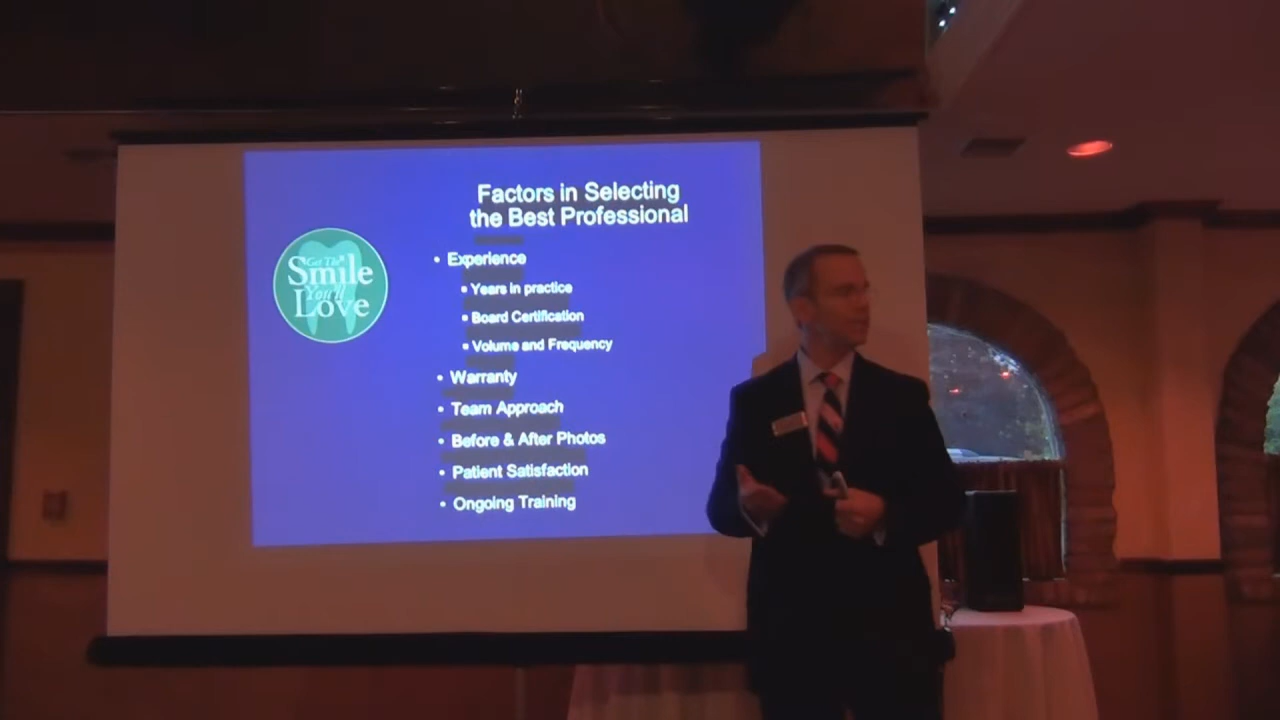 Factors in Selecting
the Best Professional
Get The
Smile
You'll
Love
• Experience
▪ Years in practice
▪ Board Certification
▪ Volume and Frequency
• Warranty
• Team Approach
• Before & After Photos
• Patient Satisfaction
• Ongoing Training